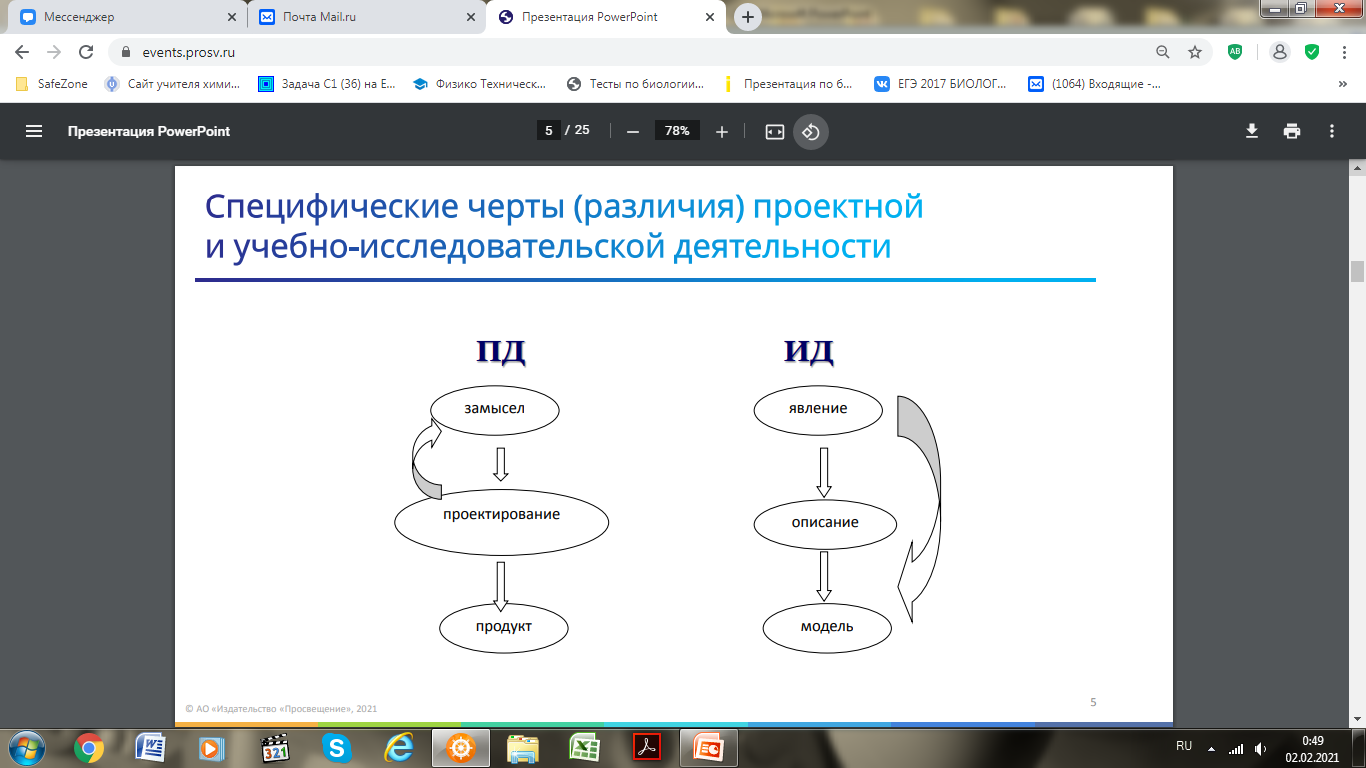 Мессенджер
Почта Mail.ru
Презентация PowerPoint
events.prosv.ru
SafeZone
Сайт учителя хими...
Задача С1 (36) на Е...
Физико Техническ...
Тесты по биологии...
Презентация по б...
ЕГЭ 2017 БИОЛОГ...
(1064) Входящие -...
»
Презентация PowerPoint
5 / 25
78%
Специфические черты (различия) проектной
и учебно-исследовательской деятельности
ПД
замысел
проектирование
продукт
ИД
явление
описание
модель
© АО «Издательство «Просвещение», 2021
5
RU
0:49
02.02.2021